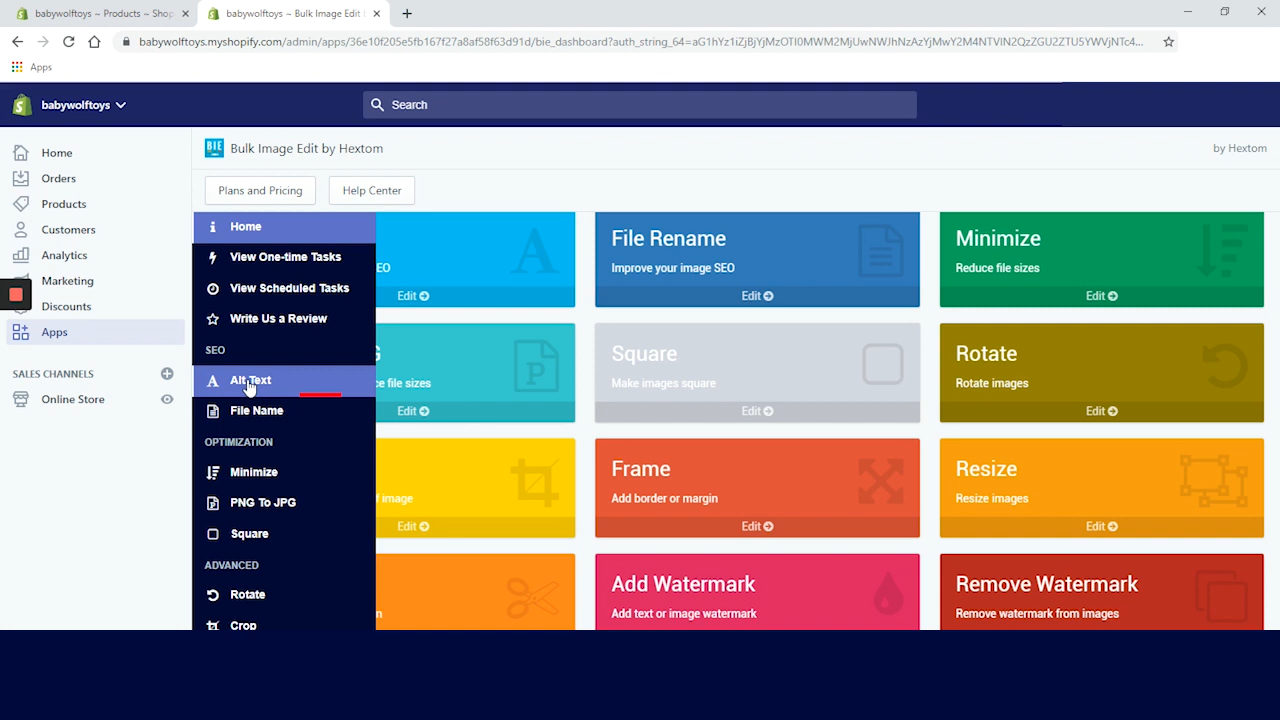 babywolftoys ~ Products ~ Shop
babywolftoys ~ Bulk Image Edit
babywolftoys.myshopify.com/admin/apps/36e10f205e5fb167f27a8af58f63d91d/bie_dashboard?auth_string_64=aG1hYz1iZjBjYjMzOTI0MWM2MjUwNWJhNzAzYjMwY2M4NTVlN2QzZGU2ZTU5YWVjNTc4...
Apps
babywolftoys
Search
Home
Orders
Products
Customers
Analytics
Marketing
Discounts
Apps
SALES CHANNELS
Online Store
BIE
Bulk Image Edit by Hextom
by Hextom
Plans and Pricing
Help Center
Home
View One-time Tasks
View Scheduled Tasks
Write Us a Review
SEO
Alt Text
File Name
OPTIMIZATION
Minimize
PNG To JPG
Square
ADVANCED
Rotate
Crop
EO
Edit
File Rename
Improve your image SEO
Edit
Minimize
Reduce file sizes
Edit
G
ce file sizes
Edit
Square
Make images square
Edit
Rotate
Rotate images
Edit
f image
Edit
Frame
Add border or margin
Edit
Resize
Resize images
Edit
n
Add Watermark
Add text or image watermark
Remove Watermark
Remove watermark from images